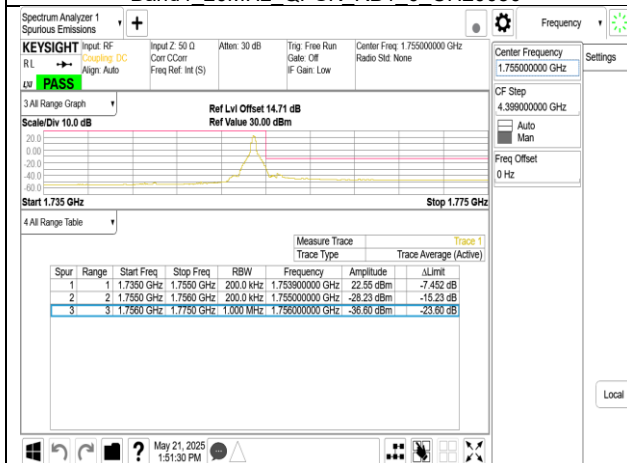 Spectrum Analyzer 1
Spurious Emissions
Frequency
KEYSIGHT
Input: RF
Coupling: DC
Align: Auto
Input Z: 50 Ω
Corr CCorr
Freq Ref: Int (S)
Atten: 30 dB
Trig: Free Run
Gate: Off
IF Gain: Low
Center Freq: 1.755000000 GHz
Radio Std: None
RL
LXI
PASS
Center Frequency
1.755000000 GHz
Settings
CF Step
4.399000000 GHz
Auto
Man
Freq Offset
0 Hz
3 All Range Graph
Scale/Div 10.0 dB
Ref Lvl Offset 14.71 dB
Ref Value 30.00 dBm
20.0
0.00
-20.0
-40.0
-60.0
Start 1.735 GHz
Stop 1.775 GHz
4 All Range Table
Measure Trace Trace 1
Trace Type Trace Average (Active)
Spur Range Start Freq Stop Freq RBW Frequency Amplitude ΔLimit
1 1 1.7350 GHz 1.7550 GHz 200.0 kHz 1.753900000 GHz 22.55 dBm -7.452 dB
2 2 1.7550 GHz 1.7560 GHz 200.0 kHz 1.755000000 GHz -28.23 dBm -15.23 dB
3 3 1.7560 GHz 1.7750 GHz 1.000 MHz 1.756000000 GHz -36.60 dBm -23.60 dB
Local
?
May 21, 2025
1:51:30 PM